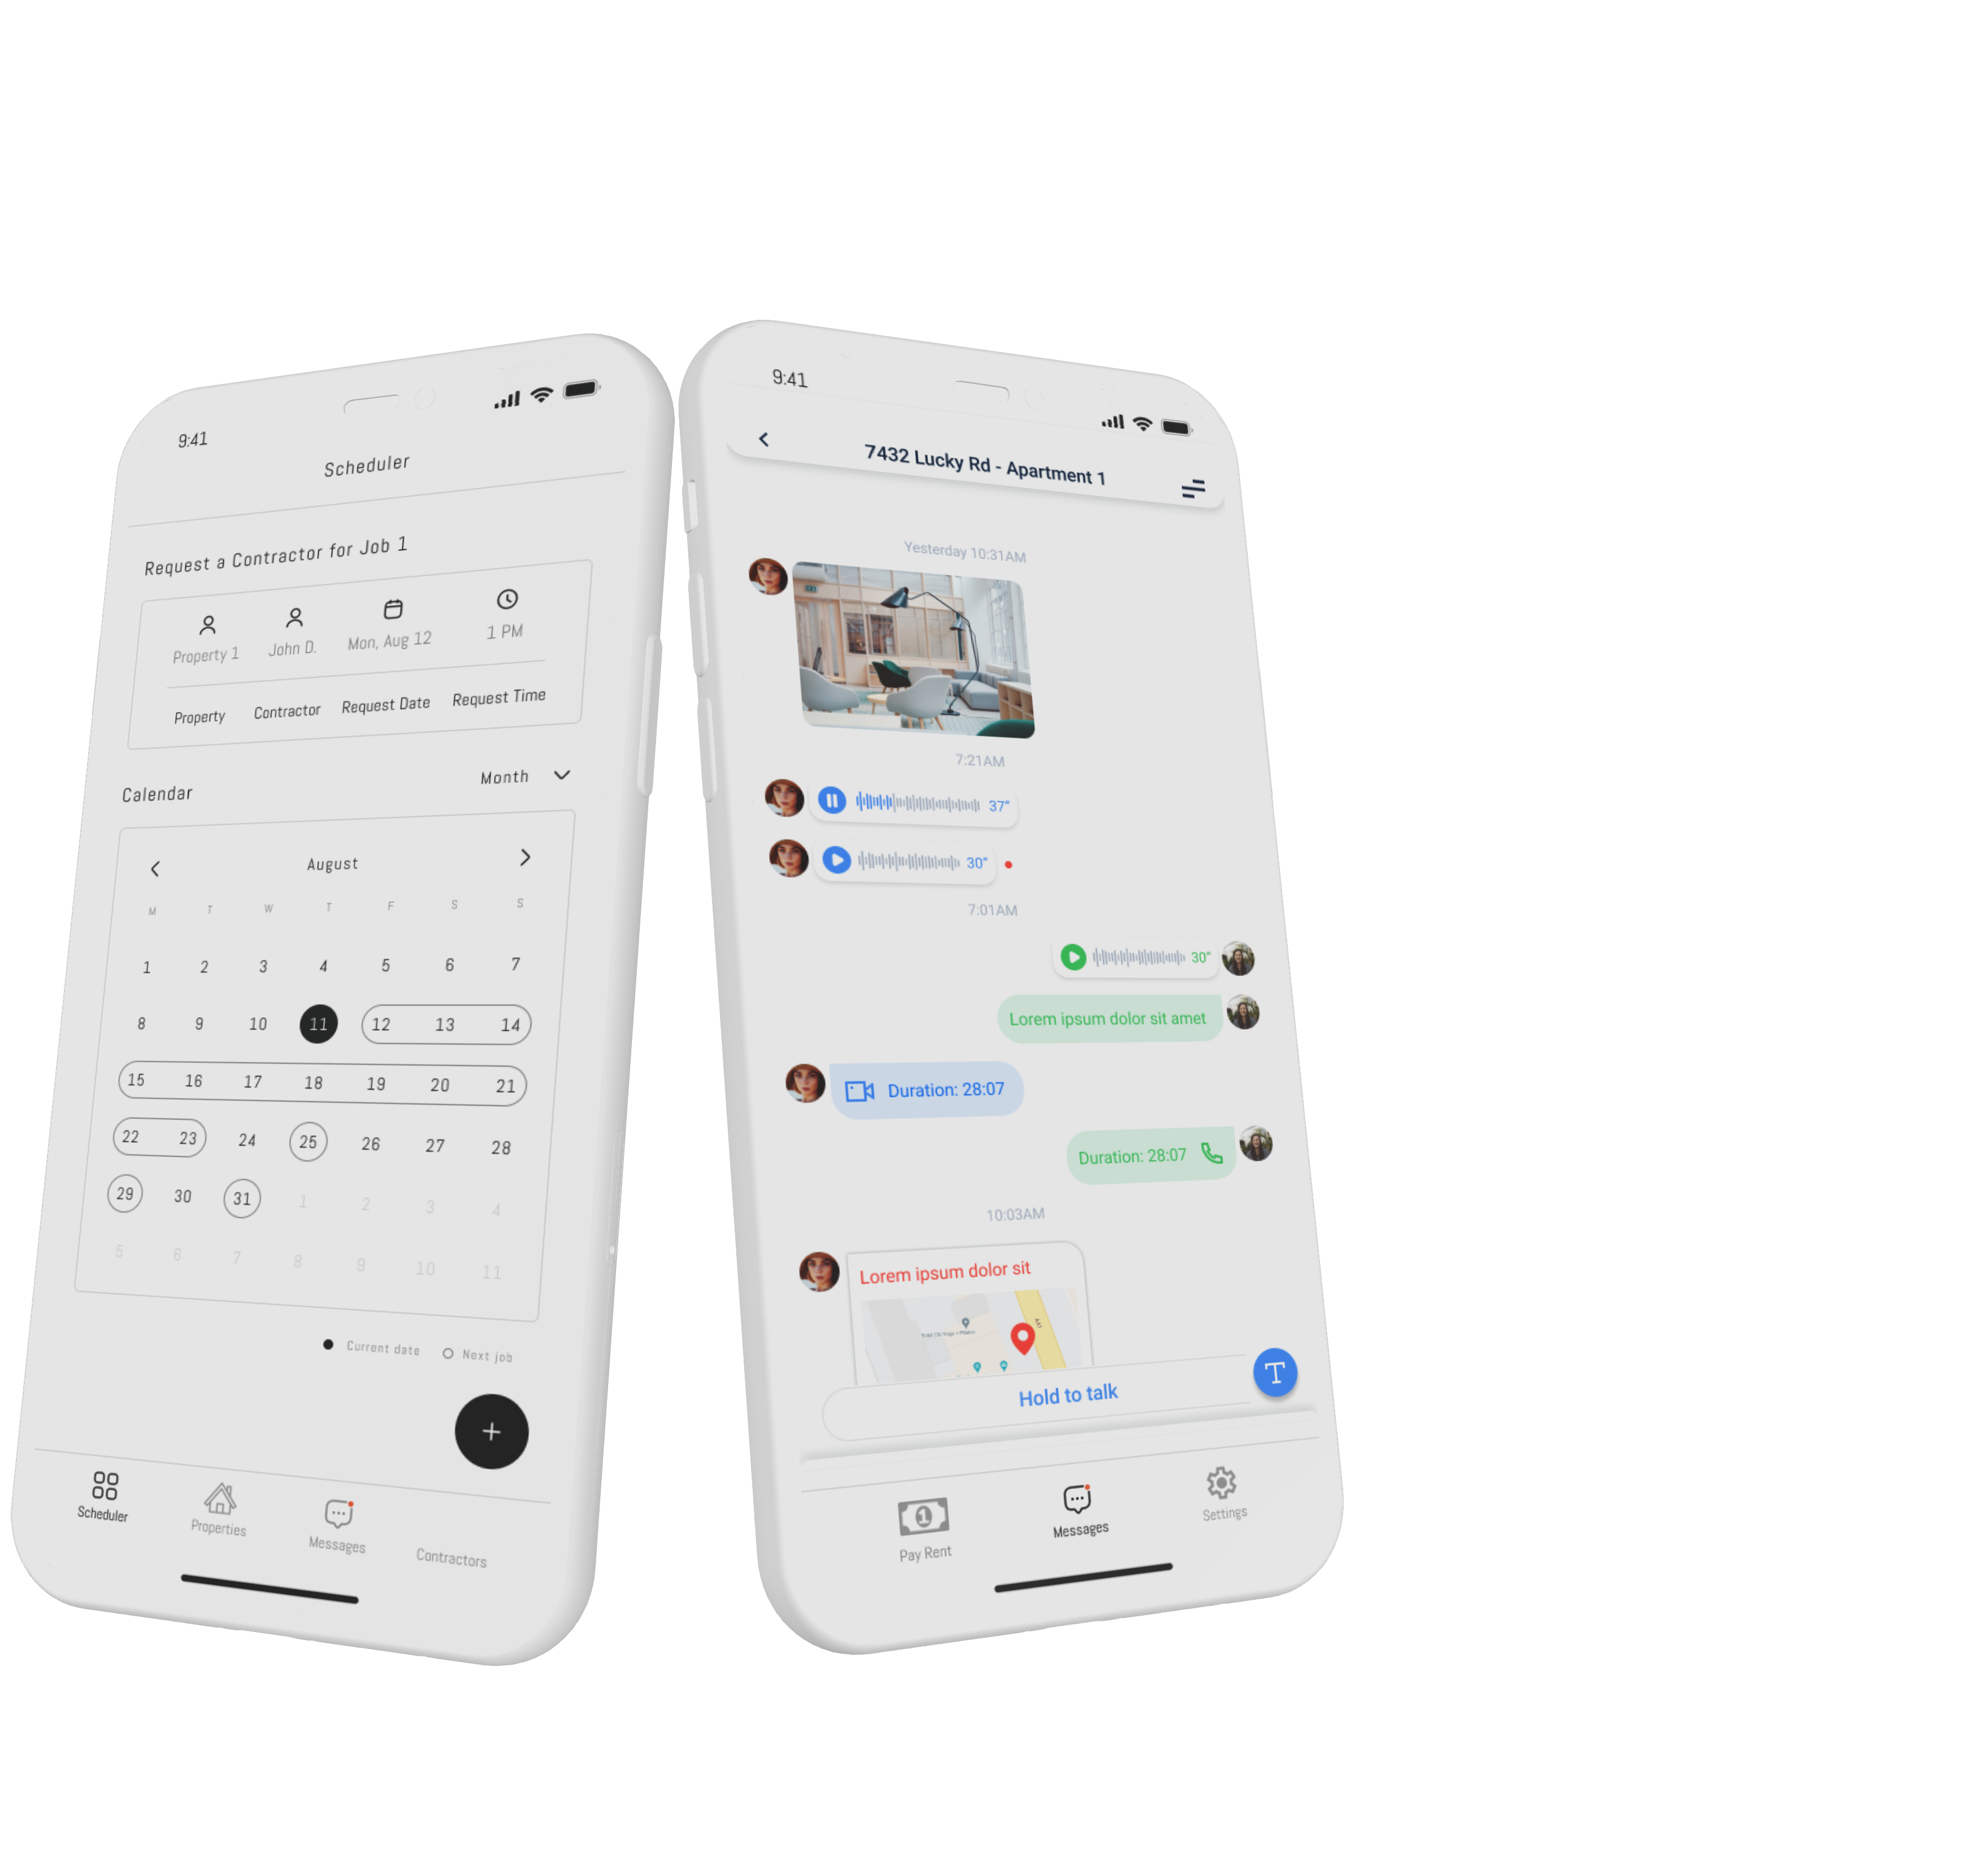 9:41
Scheduler
Request a Contractor for Job 1
Property 1 John D. Mon, Aug 12 1 PM
Property Contractor Request Date Request Time
Calendar Month
August
M T W T F S S
1 2 3 4 5 6 7
8 9 10 11 12 13 14
15 16 17 18 19 20 21
22 23 24 25 26 27 28
29 30 31 1 2 3 4
5 6 7 8 9 10 11
Current date Next job
+
Scheduler Properties Messages Contractors
9:41
7432 Lucky Rd - Apartment 1
Yesterday 10:31AM
7:21AM
37"
30"
7:01AM
30"
Lorem ipsum dolor sit amet
Duration: 28:07
Duration: 28:07
10:03AM
Lorem ipsum dolor sit
A41
Hold to talk
T
1
Pay Rent Messages Settings